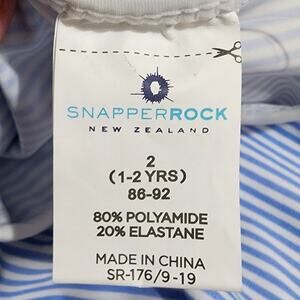 SNAPPERROCK
NEW ZEALAND
2
(1-2 YRS)
86-92
80% POLYAMIDE
20% ELASTANE
MADE IN CHINA
SR-176/9-19